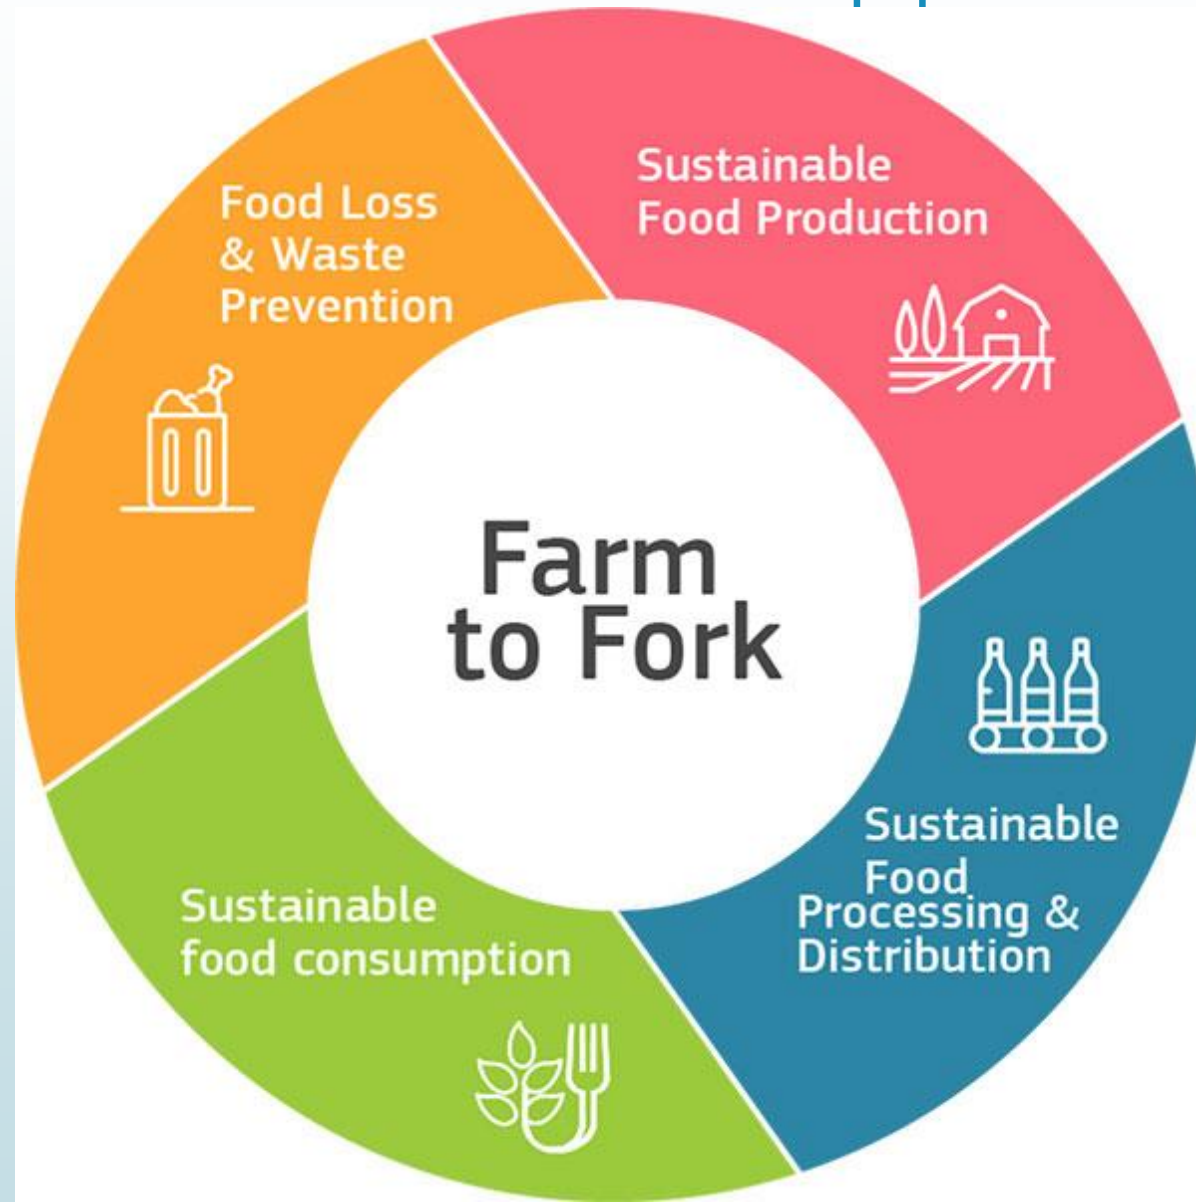 Sustainable
Food Production
Food Loss
& Waste
Prevention
Farm
to Fork
Sustainable
Food
Processing &
Distribution
Sustainable
food consumption